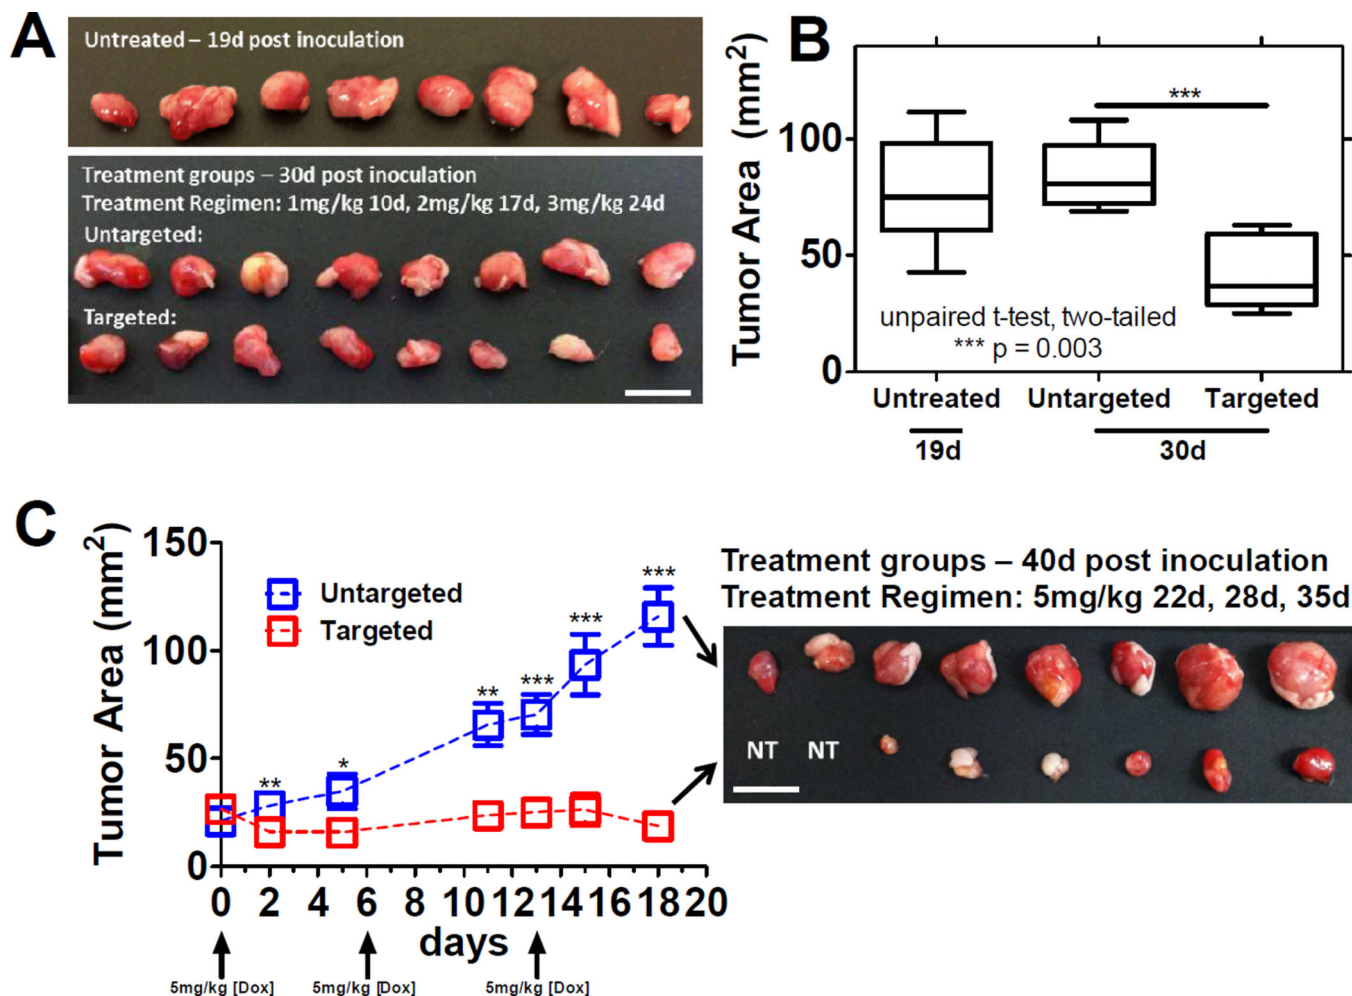 A
Untreated – 19d post inoculation
Treatment groups – 30d post inoculation
Treatment Regimen: 1mg/kg 10d, 2mg/kg 17d, 3mg/kg 24d
Untargeted:
Targeted:
B
Tumor Area (mm²)
100
50
0
***
unpaired t-test, two-tailed
*** p = 0.003
Untreated Untargeted Targeted
19d 30d
C
Tumor Area (mm²)
150
100
50
0
Untargeted
Targeted
** * ** *** *** ***
0 2 4 6 8 10 12 14 16 18 20
days
5mg/kg [Dox] 5mg/kg [Dox] 5mg/kg [Dox]
Treatment groups – 40d post inoculation
Treatment Regimen: 5mg/kg 22d, 28d, 35d
NT NT